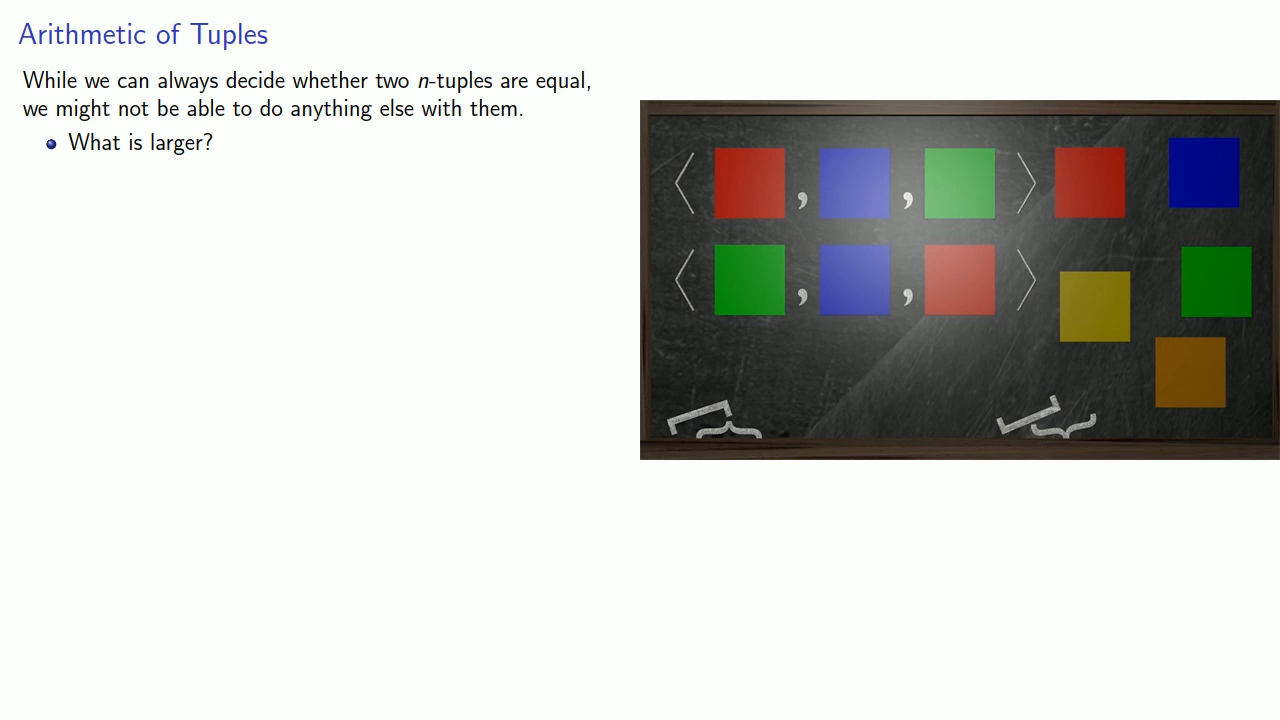 Arithmetic of Tuples
While we can always decide whether two n-tuples are equal,
we might not be able to do anything else with them.
What is larger?
⟨ , , ⟩
⟨ , , ⟩
[ { ] }